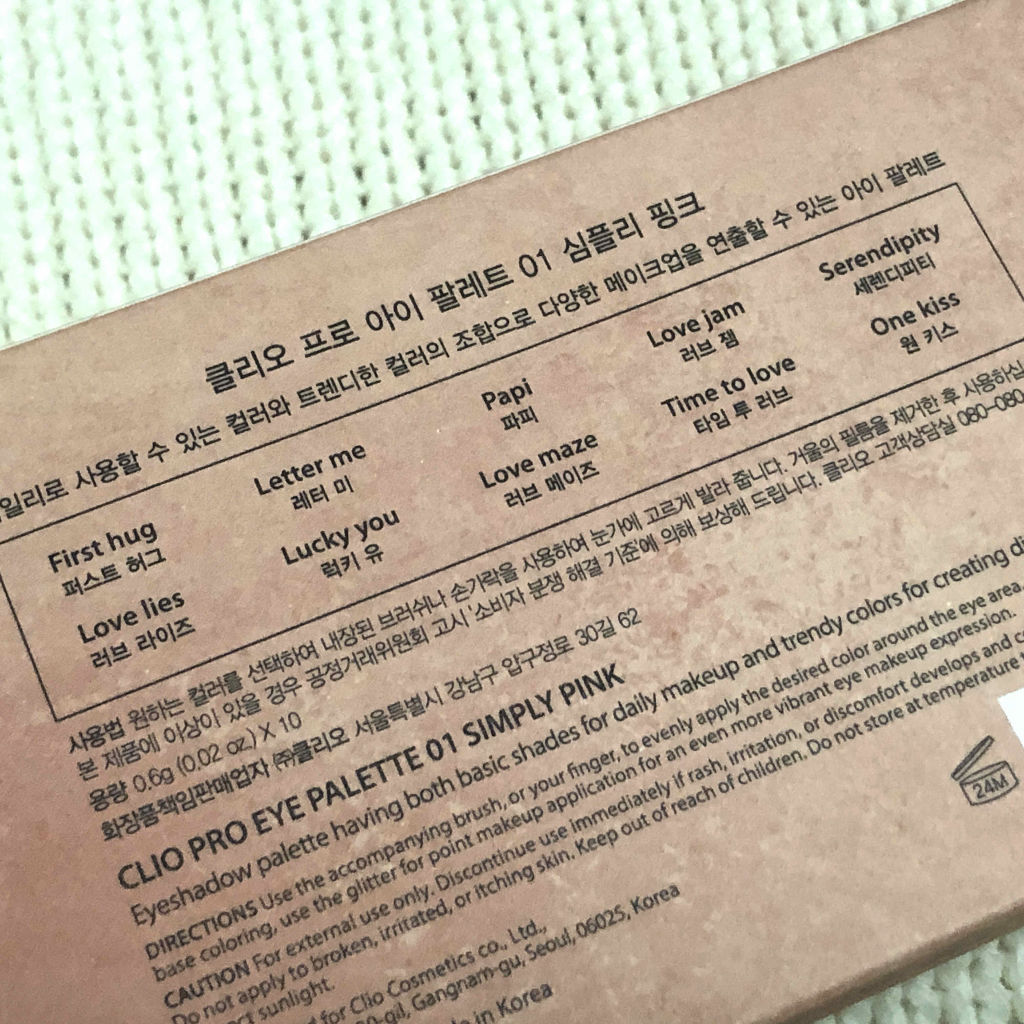 클리오 프로 아이 팔레트 01 심플리 핑크
일리로 사용할 수 있는 컬러와 트렌디한 컬러의 조합으로 다양한 메이크업을 연출할 수 있는 아이 팔레트
First hug Letter me Papi Love jam Serendipity
퍼스트 허그 레터 미 파피 러브 잼 세렌디피티
Love lies Lucky you Love maze Time to love One kiss
러브 라이즈 럭키 유 러브 메이즈 타임 투 러브 원 키스
사용법 원하는 컬러를 선택하여 내장된 브러쉬나 손가락을 사용하여 눈가에 고르게 발라 줍니다. 거울의 필름을 제거한 후 사용하십
본 제품에 이상이 있을 경우 공정거래위원회 고시 '소비자 분쟁 해결 기준'에 의해 보상해 드립니다. 클리오 고객상담실 080-080
용량 0.6g (0.02 oz.) X 10
화장품책임판매업자 ㈜클리오 서울특별시 강남구 압구정로 30길 62
CLIO PRO EYE PALETTE 01 SIMPLY PINK
Eyeshadow palette having both basic shades for daily makeup and trendy colors for creating di
DIRECTIONS Use the accompanying brush, or your finger, to evenly apply the desired color around the eye area.
base coloring, use the glitter for point makeup application for an even more vibrant eye makeup expression.
CAUTION For external use only. Discontinue use immediately if rash, irritation, or discomfort develops and
Do not apply to broken, irritated, or itching skin. Keep out of reach of children. Do not store at temperature
sunlight.
for Clio Cosmetics co., Ltd.,
-gil, Gangnam-gu, Seoul, 06025, Korea
in Korea
24M